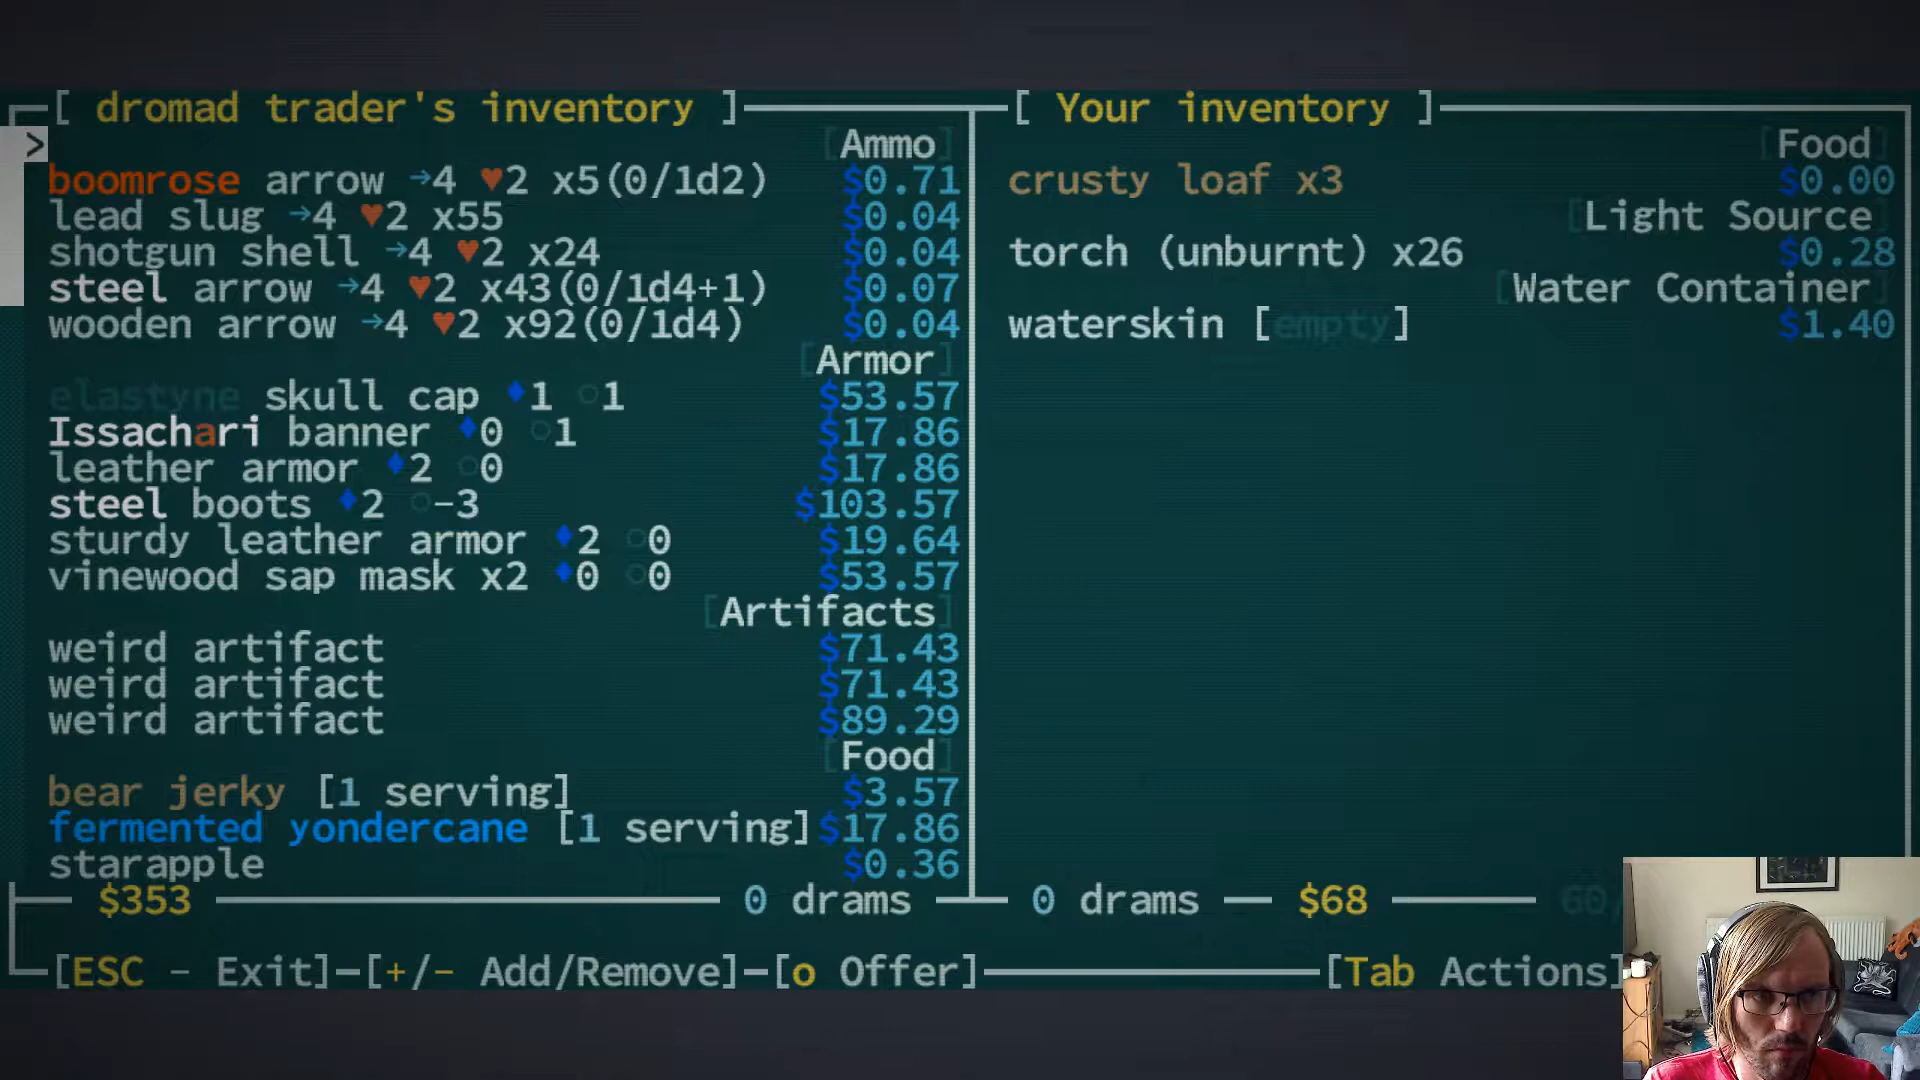 [ dromad trader's inventory ]
>
[Ammo]
boomrose arrow →4 ♥2 x5(0/1d2) $0.71
lead slug →4 ♥2 x55 $0.04
shotgun shell →4 ♥2 x24 $0.04
steel arrow →4 ♥2 x43(0/1d4+1) $0.07
wooden arrow →4 ♥2 x92(0/1d4) $0.04
[Armor]
elastyne skull cap ♦1 ○1 $53.57
Issachari banner ♦0 ○1 $17.86
leather armor ♦2 ○0 $17.86
steel boots ♦2 ○-3 $103.57
sturdy leather armor ♦2 ○0 $19.64
vinewood sap mask x2 ♦0 ○0 $53.57
[Artifacts]
weird artifact $71.43
weird artifact $71.43
weird artifact $89.29
[Food]
bear jerky [1 serving] $3.57
fermented yondercane [1 serving] $17.86
starapple $0.36
$353 0 drams
[ Your inventory ]
[Food]
crusty loaf x3 $0.00
[Light Source]
torch (unburnt) x26 $0.28
[Water Container]
waterskin [empty] $1.40
0 drams $68 60/
[ESC - Exit]-[+/- Add/Remove]-[o Offer] [Tab Actions]